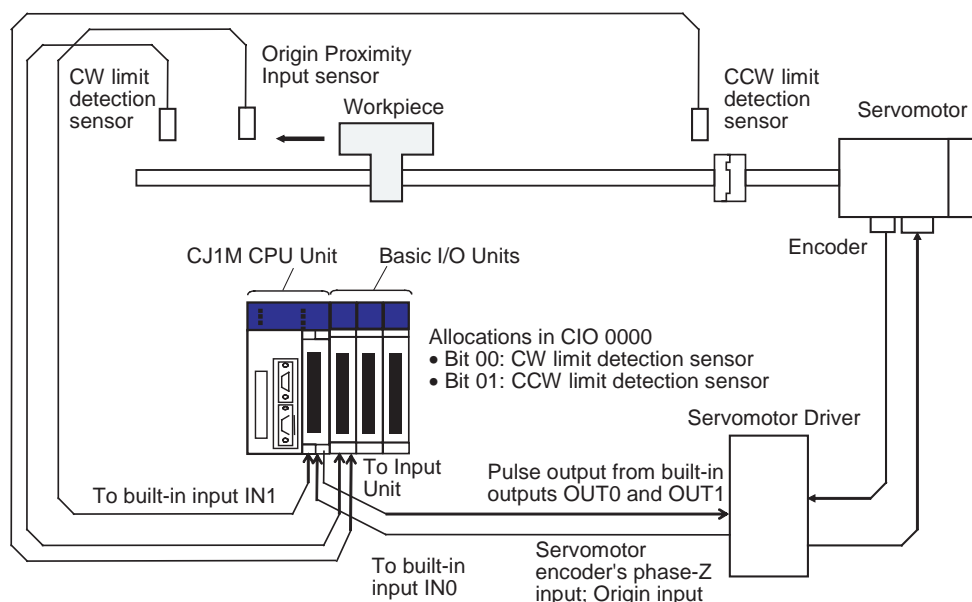 Origin Proximity
Input sensor
CW limit
detection
sensor
Workpiece
CCW limit
detection
sensor
Servomotor
Encoder
CJ1M CPU Unit
Basic I/O Units
Allocations in CIO 0000
• Bit 00: CW limit detection sensor
• Bit 01: CCW limit detection sensor
Servomotor Driver
To Input
Unit
Pulse output from built-in
outputs OUT0 and OUT1
To built-in input IN1
To built-in
input IN0
Servomotor
encoder's phase-Z
input; Origin input